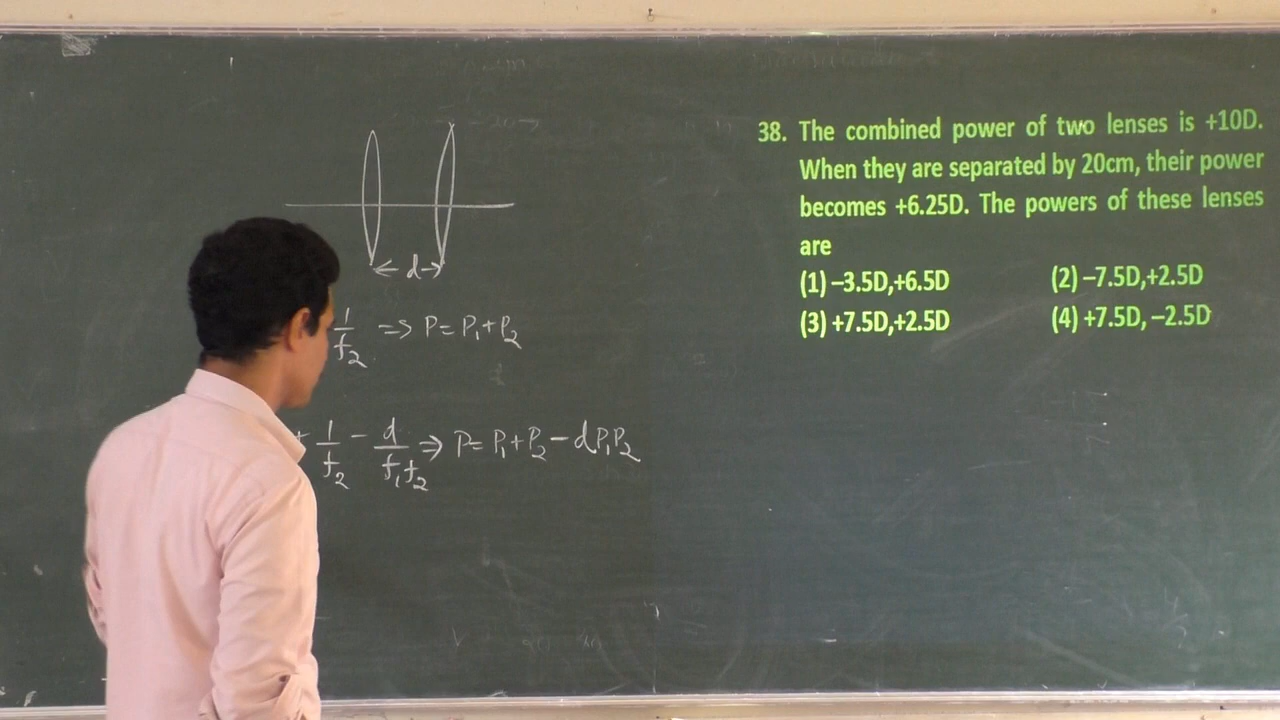 38. The combined power of two lenses is +10D.
When they are separated by 20cm, their power
becomes +6.25D. The powers of these lenses
are
(1) –3.5D,+6.5D (2) –7.5D,+2.5D
(3) +7.5D,+2.5D (4) +7.5D, –2.5D
← d →
1/f₂ ⇒ P = P₁ + P₂
+ 1/f₂ – d/f₁f₂ ⇒ P = P₁ + P₂ – dP₁P₂